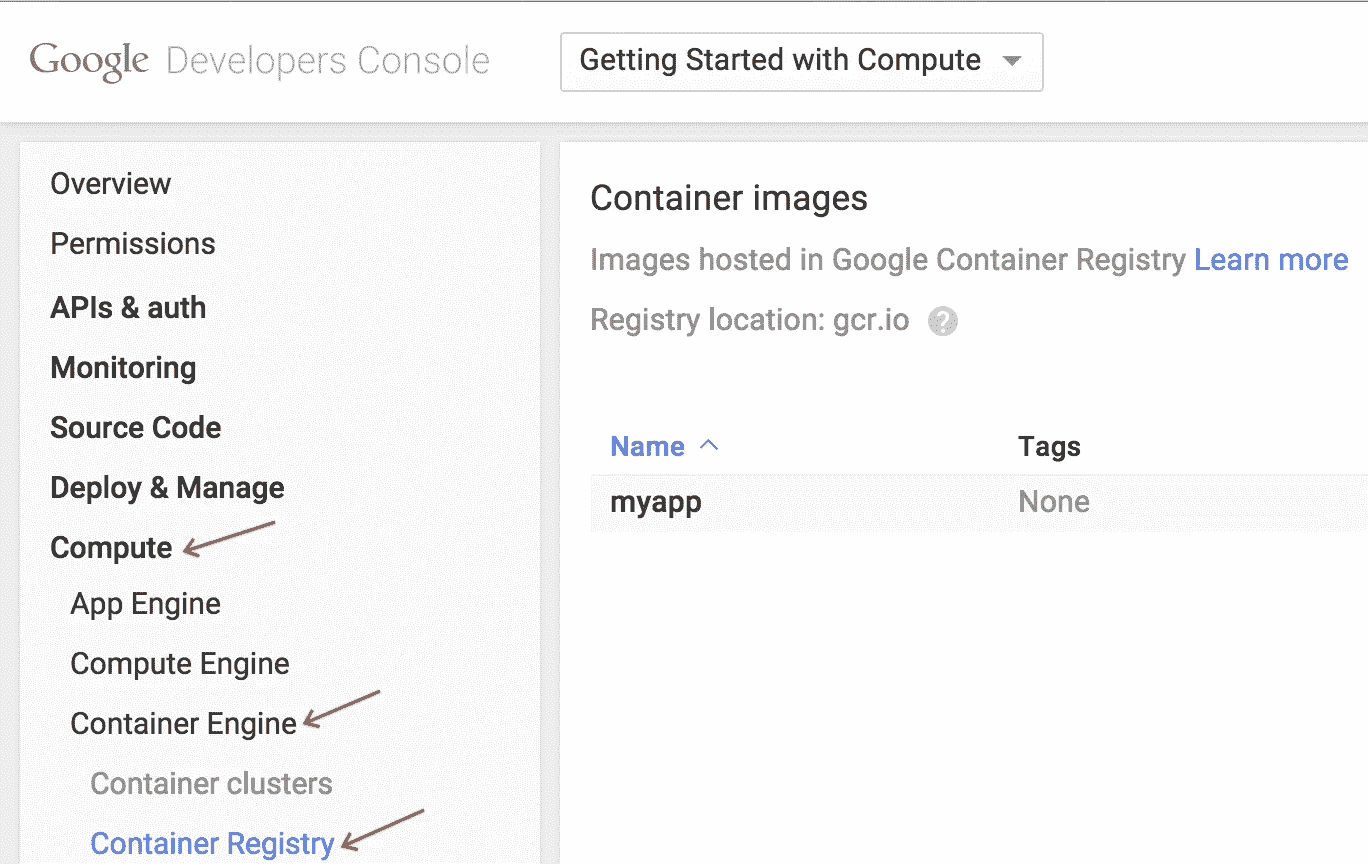 Google Developers Console
Getting Started with Compute
Overview
Permissions
APIs & auth
Monitoring
Source Code
Deploy & Manage
Compute
App Engine
Compute Engine
Container Engine
Container clusters
Container Registry
Container images
Images hosted in Google Container Registry Learn more
Registry location: gcr.io ?
Name Tags
myapp None